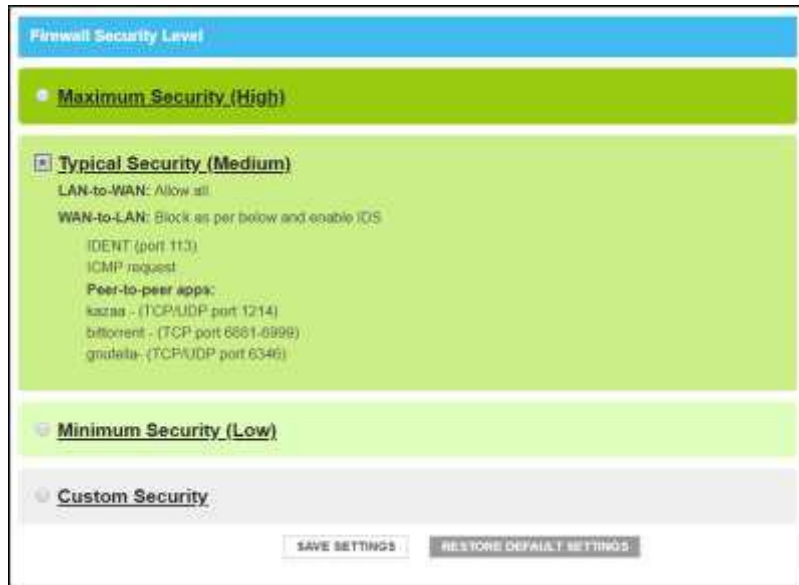 Firewall Security Level
Maximum Security (High)
Typical Security (Medium)
LAN-to-WAN: Allow all.
WAN-to-LAN: Block as per below and enable IDS
IDENT (port 113)
ICMP request
Peer-to-peer apps:
kazaa - (TCP/UDP port 1214)
bittorrent - (TCP port 6881-6999)
gnutella- (TCP/UDP port 6346)
Minimum Security (Low)
Custom Security
SAVE SETTINGS
RESTORE DEFAULT SETTINGS